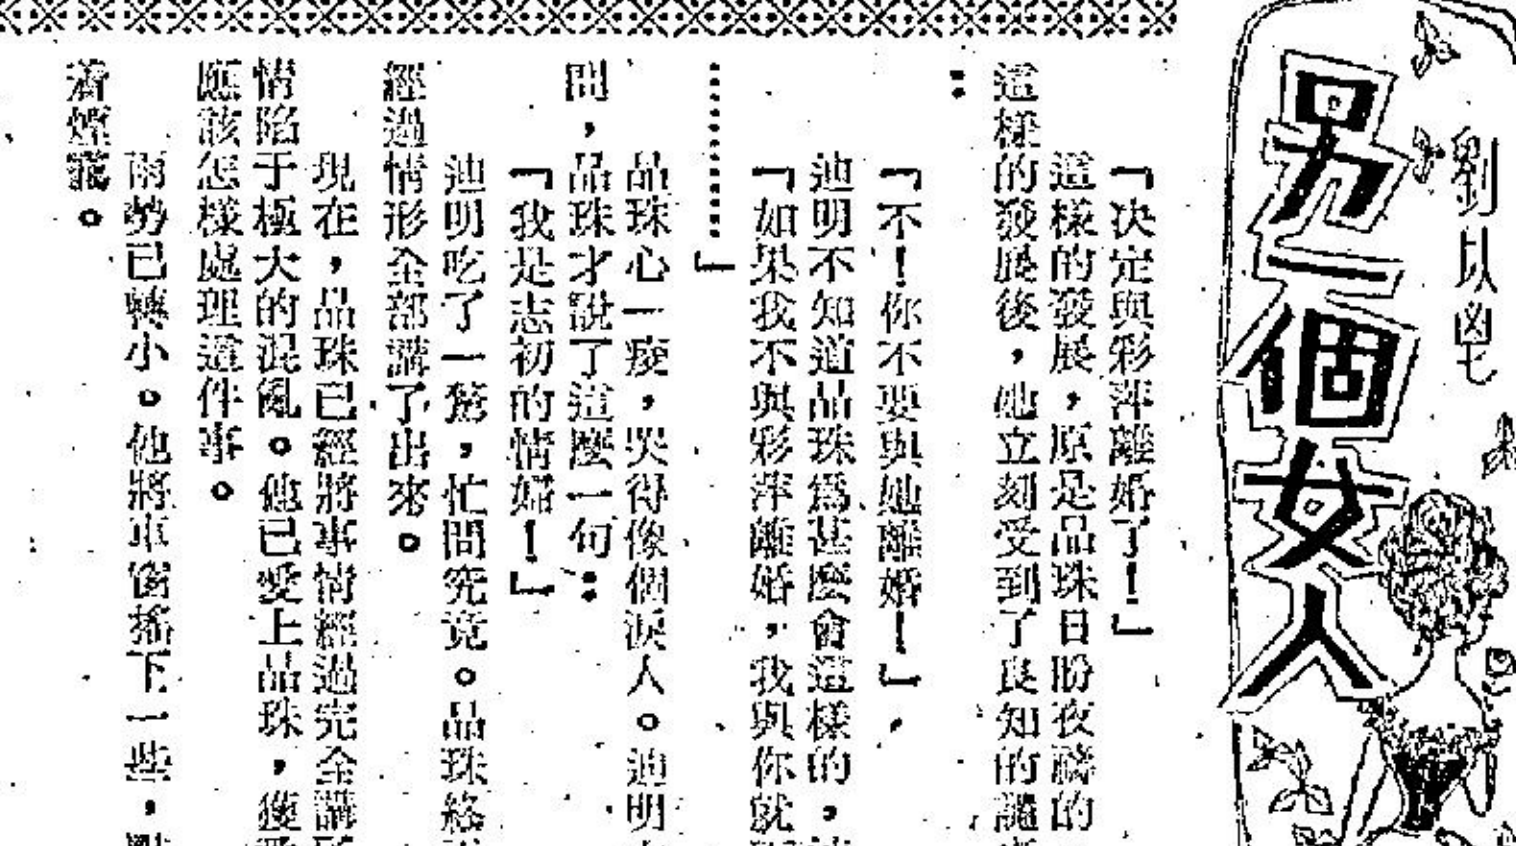 劉以鬯
另一個女人
「決定與彩萍離婚了！」
這樣的發展，原是品珠日盼夜禱的
這樣的發展後，她立刻受到了良知的譴
：
「不！你不要與她離婚！」，
迪明不知道品珠爲甚麼會這樣的，
「如果我不與彩萍離婚，我與你就
………」
品珠心一痠，哭得像個淚人。迪明
問，品珠才說了這麼一句：
「我是志初的情婦！」
迪明吃了一驚，忙問究竟。品珠終
經過情形全部講了出來。
現在，品珠已經將事情經過完全講
情陷于極大的混亂。他已愛上品珠，獲
應該怎樣處理這件事。
雨勢已轉小。他將車窗搖下一些，點
着煙。